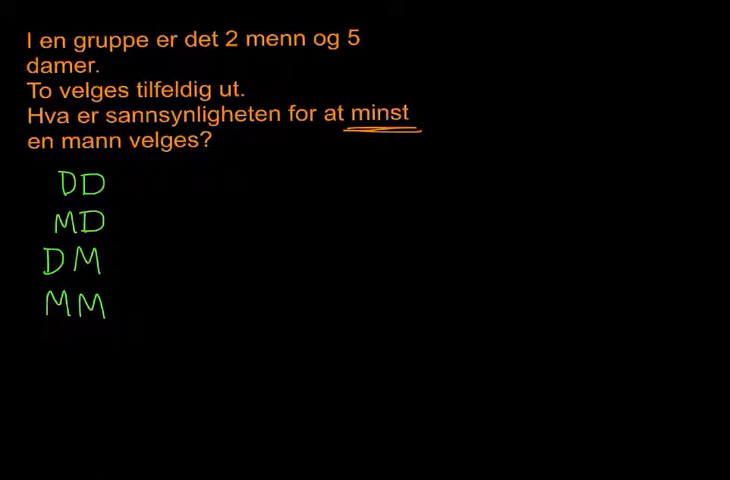 I en gruppe er det 2 menn og 5
damer.
To velges tilfeldig ut.
Hva er sannsynligheten for at minst
en mann velges?
DD
MD
DM
MM